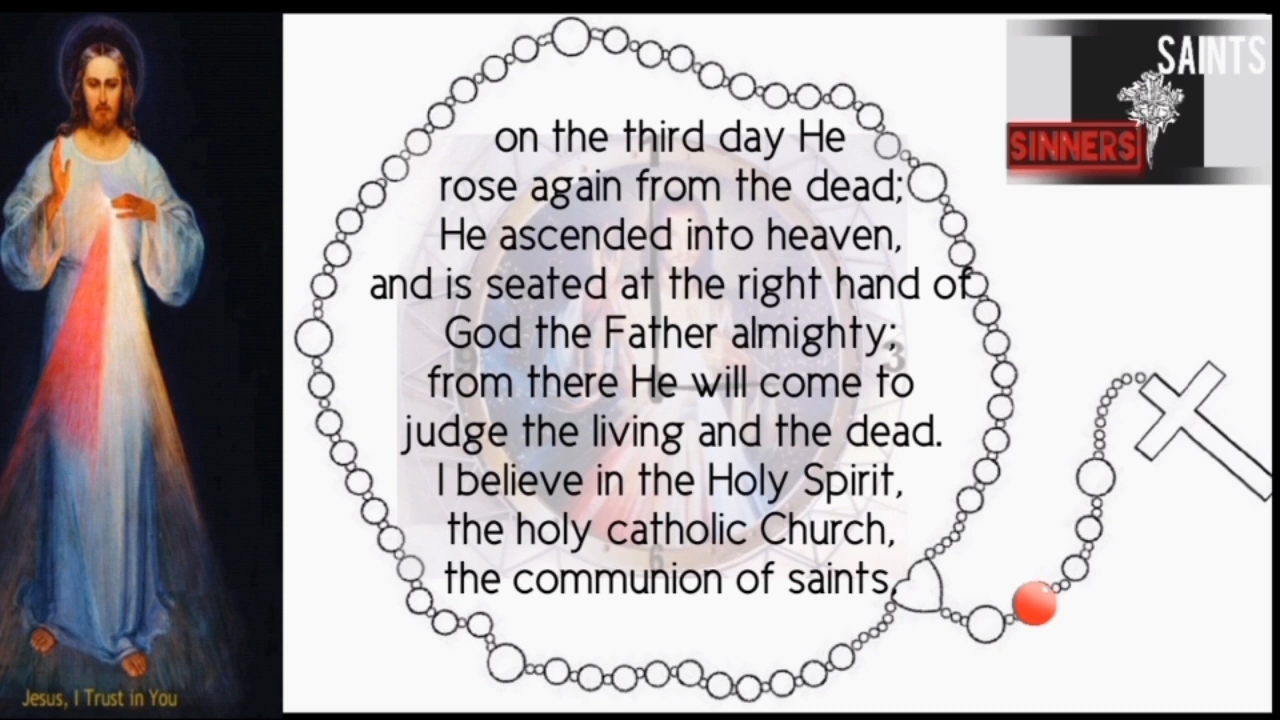 on the third day He
rose again from the dead;
He ascended into heaven,
and is seated at the right hand of
God the Father almighty;
from there He will come to
judge the living and the dead.
I believe in the Holy Spirit,
the holy catholic Church,
the communion of saints,
SAINTS
SINNERS
3
6
Jesus, I Trust in You